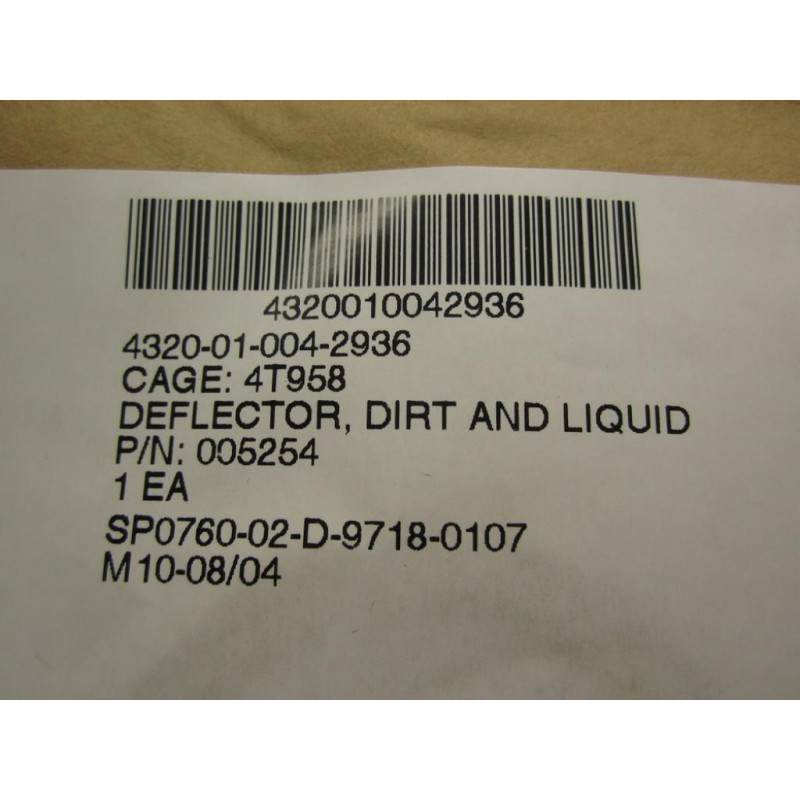 4320010042936
4320-01-004-2936
CAGE: 4T958
DEFLECTOR, DIRT AND LIQUID
P/N: 005254
1 EA
SP0760-02-D-9718-0107
M10-08/04